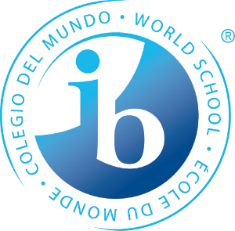 COLEGIO DEL MUNDO · WORLD SCHOOL · ÉCOLE DU MONDE ·
®
ib